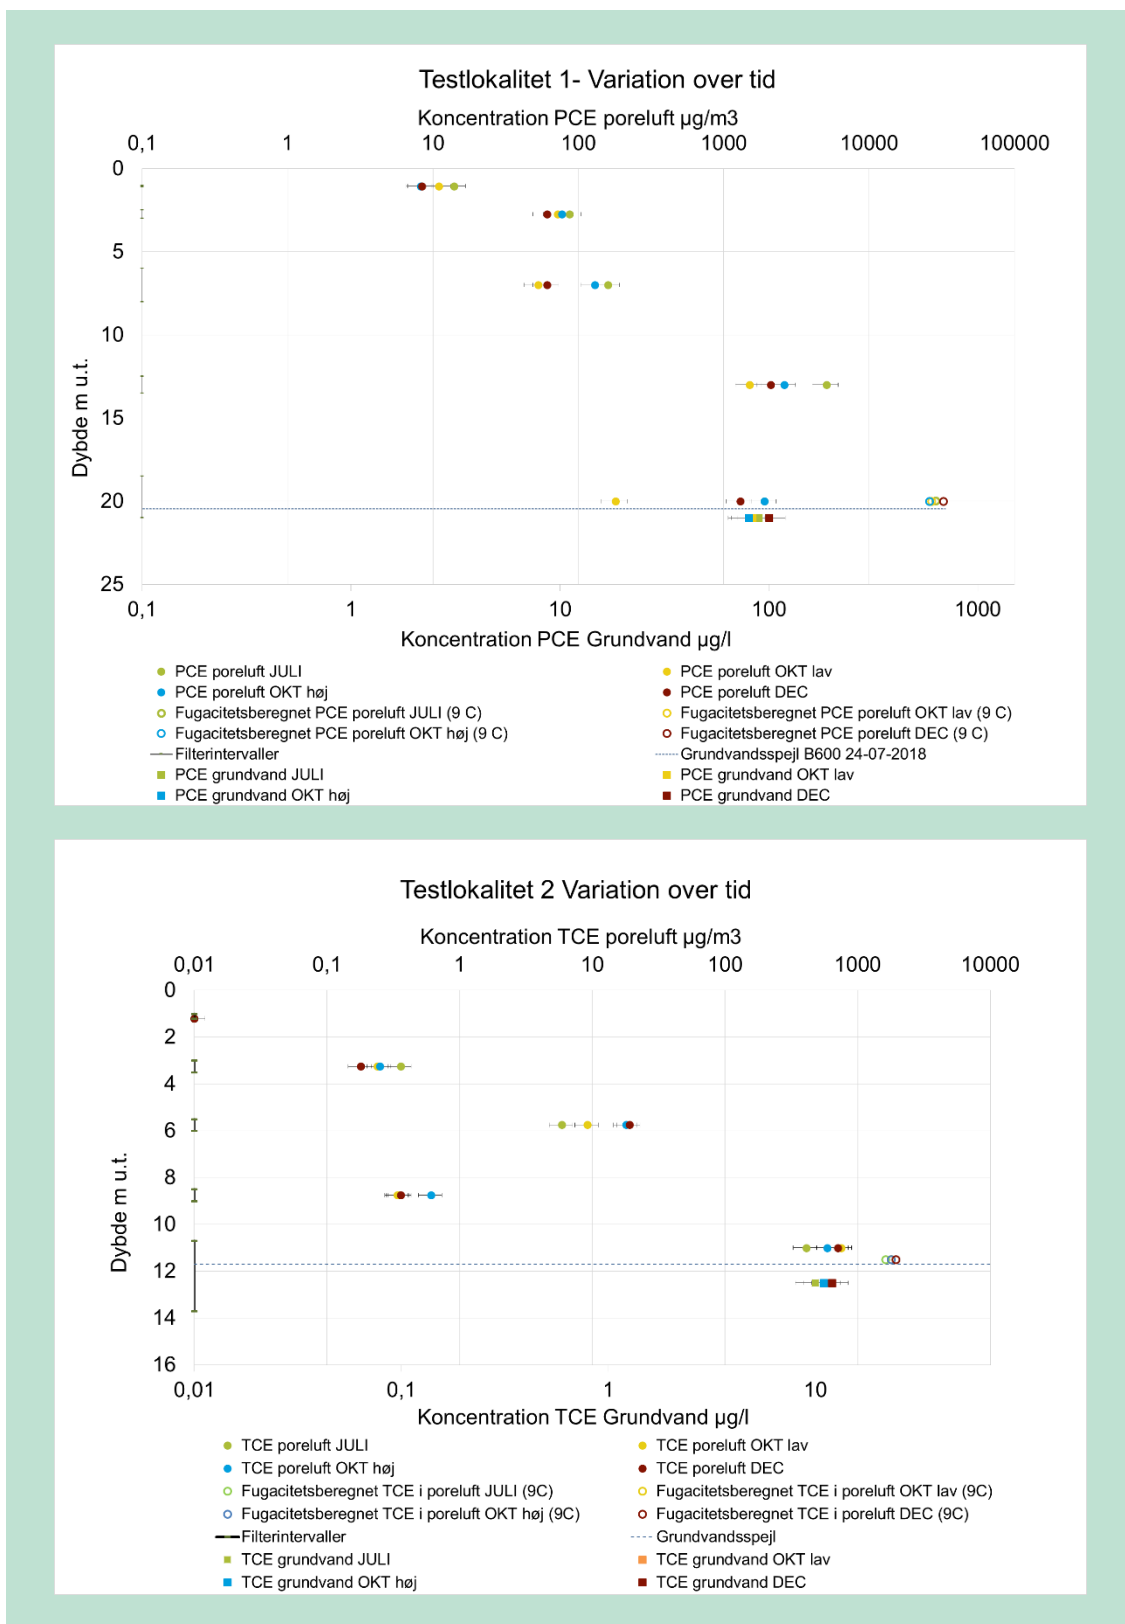 Testlokalitet 1- Variation over tid
Koncentration PCE poreluft µg/m3
0,1 1 10 100 1000 10000 100000
0
5
10
15
20
25
Dybde m u.t.
0,1 1 10 100 1000
Koncentration PCE Grundvand µg/l
PCE poreluft JULI PCE poreluft OKT lav
PCE poreluft OKT høj PCE poreluft DEC
Fugacitetsberegnet PCE poreluft JULI (9 C) Fugacitetsberegnet PCE poreluft OKT lav (9 C)
Fugacitetsberegnet PCE poreluft OKT høj (9 C) Fugacitetsberegnet PCE poreluft DEC (9 C)
Filterintervaller Grundvandsspejl B600 24-07-2018
PCE grundvand JULI PCE grundvand OKT lav
PCE grundvand OKT høj PCE grundvand DEC
Testlokalitet 2 Variation over tid
Koncentration TCE poreluft µg/m3
0,01 0,1 1 10 100 1000 10000
0
2
4
6
8
10
12
14
16
Dybde m u.t.
0,01 0,1 1 10
Koncentration TCE Grundvand µg/l
TCE poreluft JULI TCE poreluft OKT lav
TCE poreluft OKT høj TCE poreluft DEC
Fugacitetsberegnet TCE i poreluft JULI (9C) Fugacitetsberegnet TCE i poreluft OKT lav (9C)
Fugacitetsberegnet TCE i poreluft OKT høj (9C) Fugacitetsberegnet TCE i poreluft DEC (9C)
Filterintervaller Grundvandsspejl
TCE grundvand JULI TCE grundvand OKT lav
TCE grundvand OKT høj TCE grundvand DEC